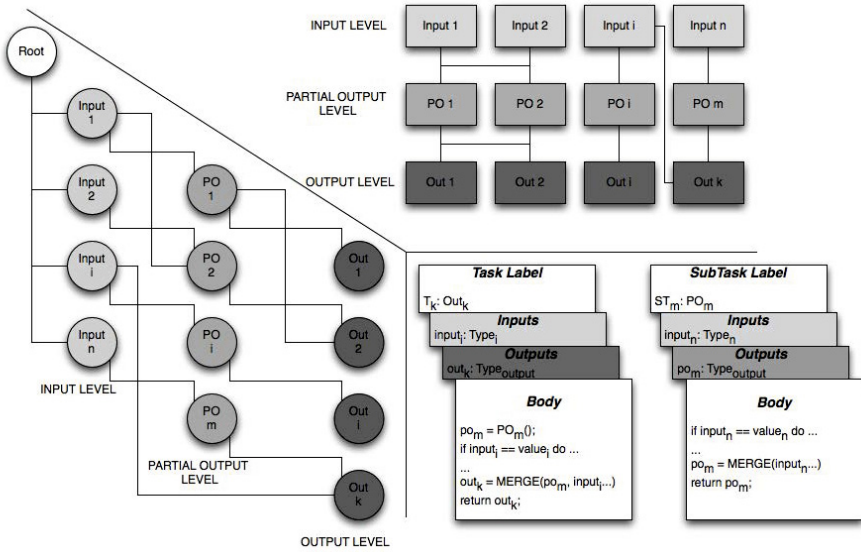 Root
Input
1
Input
2
Input
i
Input
n
INPUT LEVEL
PO
1
PO
2
PO
i
PO
m
PARTIAL OUTPUT
LEVEL
Out
1
Out
2
Out
i
Out
k
OUTPUT LEVEL
INPUT LEVEL
Input 1
Input 2
Input i
Input n
PARTIAL OUTPUT
LEVEL
PO 1
PO 2
PO i
PO m
OUTPUT LEVEL
Out 1
Out 2
Out i
Out k
Task Label
Tk: Outk
Inputs
inputi: Typei
Outputs
outk: Typeoutput
Body
pom = POm();
if inputi == valuei do ...
...
outk = MERGE(pom, inputi...)
return outk;
SubTask Label
STm: POm
Inputs
inputn: Typen
Outputs
pom: Typeoutput
Body
if inputn == valuen do ...
...
pom = MERGE(inputn...)
return pom;